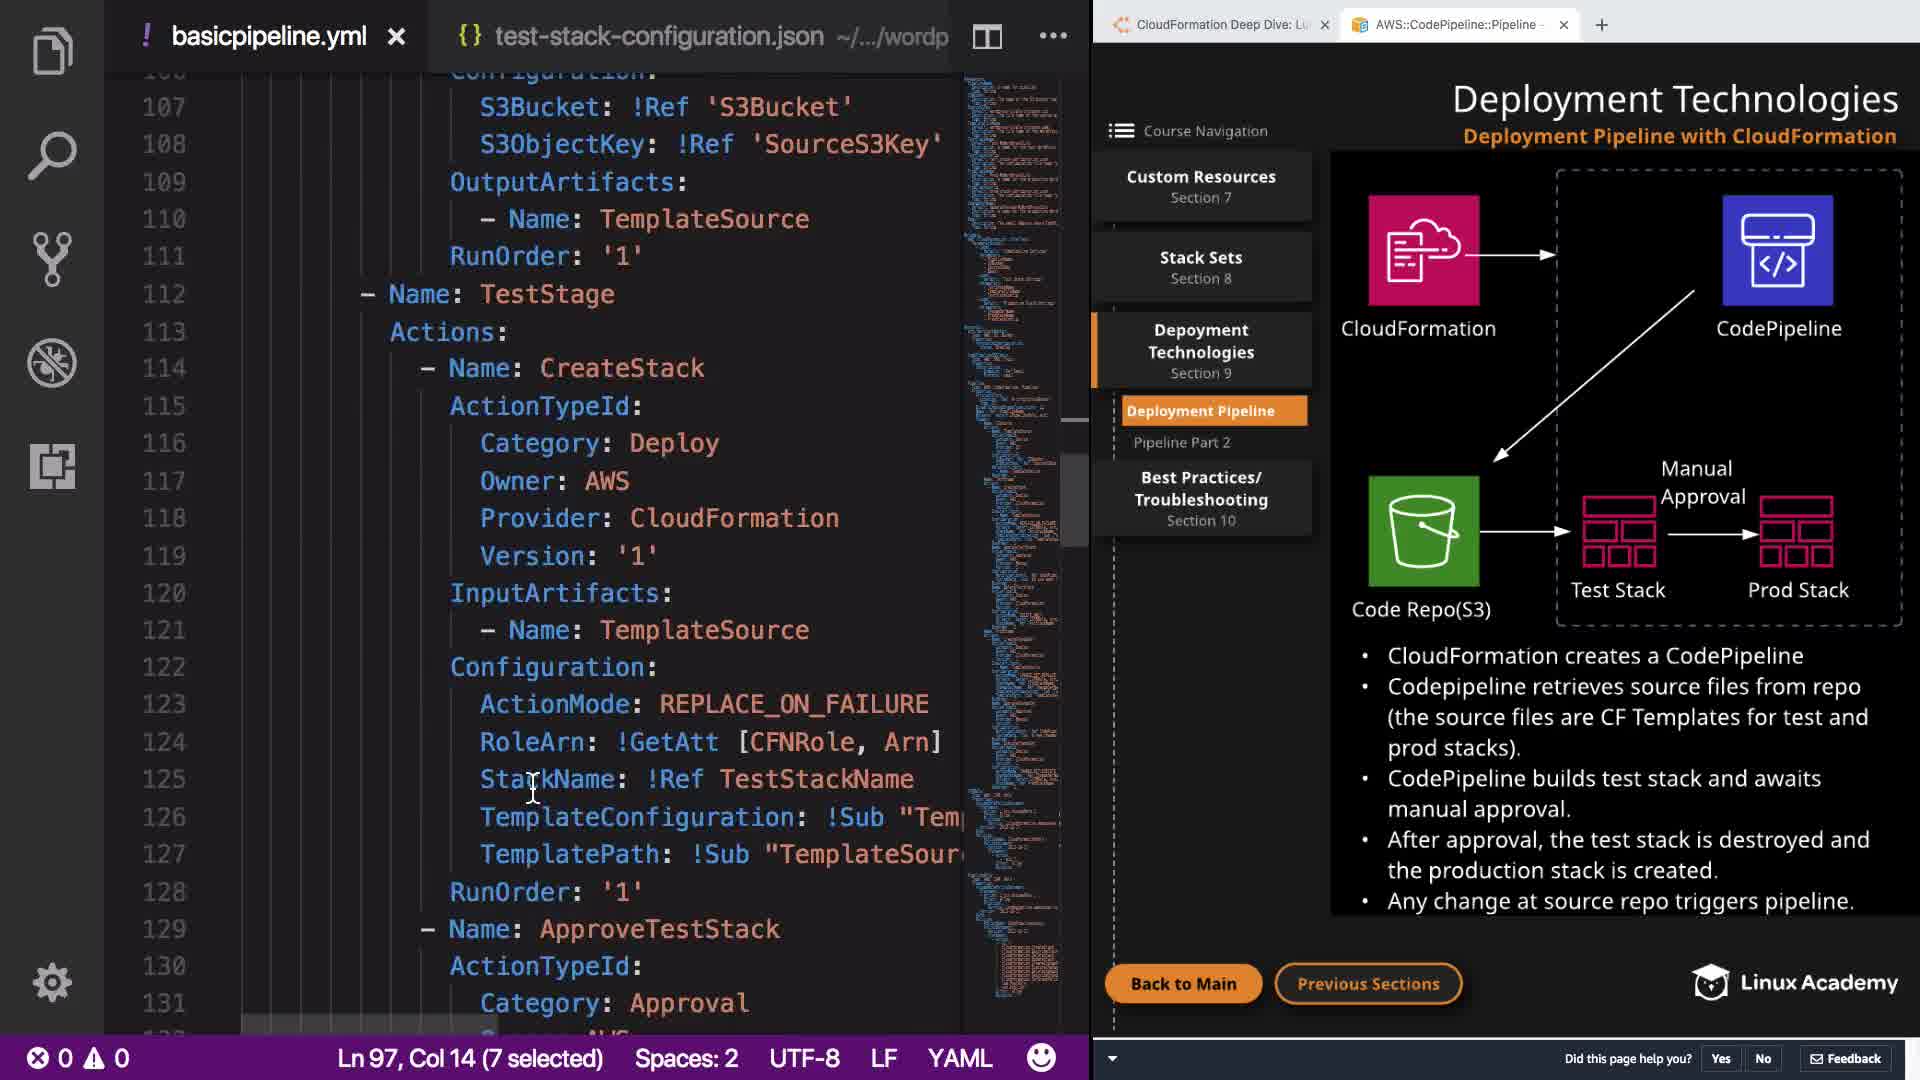 basicpipeline.yml
test-stack-configuration.json ~/.../wordp
107 S3Bucket: !Ref 'S3Bucket'
108 S3ObjectKey: !Ref 'SourceS3Key'
109 OutputArtifacts:
110 - Name: TemplateSource
111 RunOrder: '1'
112 - Name: TestStage
113 Actions:
114 - Name: CreateStack
115 ActionTypeId:
116 Category: Deploy
117 Owner: AWS
118 Provider: CloudFormation
119 Version: '1'
120 InputArtifacts:
121 - Name: TemplateSource
122 Configuration:
123 ActionMode: REPLACE_ON_FAILURE
124 RoleArn: !GetAtt [CFNRole, Arn]
125 StackName: !Ref TestStackName
126 TemplateConfiguration: !Sub "Tem
127 TemplatePath: !Sub "TemplateSour
128 RunOrder: '1'
129 - Name: ApproveTestStack
130 ActionTypeId:
131 Category: Approval
0 0
Ln 97, Col 14 (7 selected)
Spaces: 2
UTF-8
LF
YAML
CloudFormation Deep Dive: Lu
AWS::CodePipeline::Pipeline -
Deployment Technologies
Deployment Pipeline with CloudFormation
Course Navigation
Custom Resources
Section 7
Stack Sets
Section 8
Depoyment
Technologies
Section 9
Deployment Pipeline
Pipeline Part 2
Best Practices/
Troubleshooting
Section 10
CloudFormation
CodePipeline
Manual
Approval
Code Repo(S3)
Test Stack
Prod Stack
• CloudFormation creates a CodePipeline
• Codepipeline retrieves source files from repo
(the source files are CF Templates for test and
prod stacks).
• CodePipeline builds test stack and awaits
manual approval.
• After approval, the test stack is destroyed and
the production stack is created.
• Any change at source repo triggers pipeline.
Back to Main
Previous Sections
Linux Academy
Did this page help you?
Yes
No
Feedback